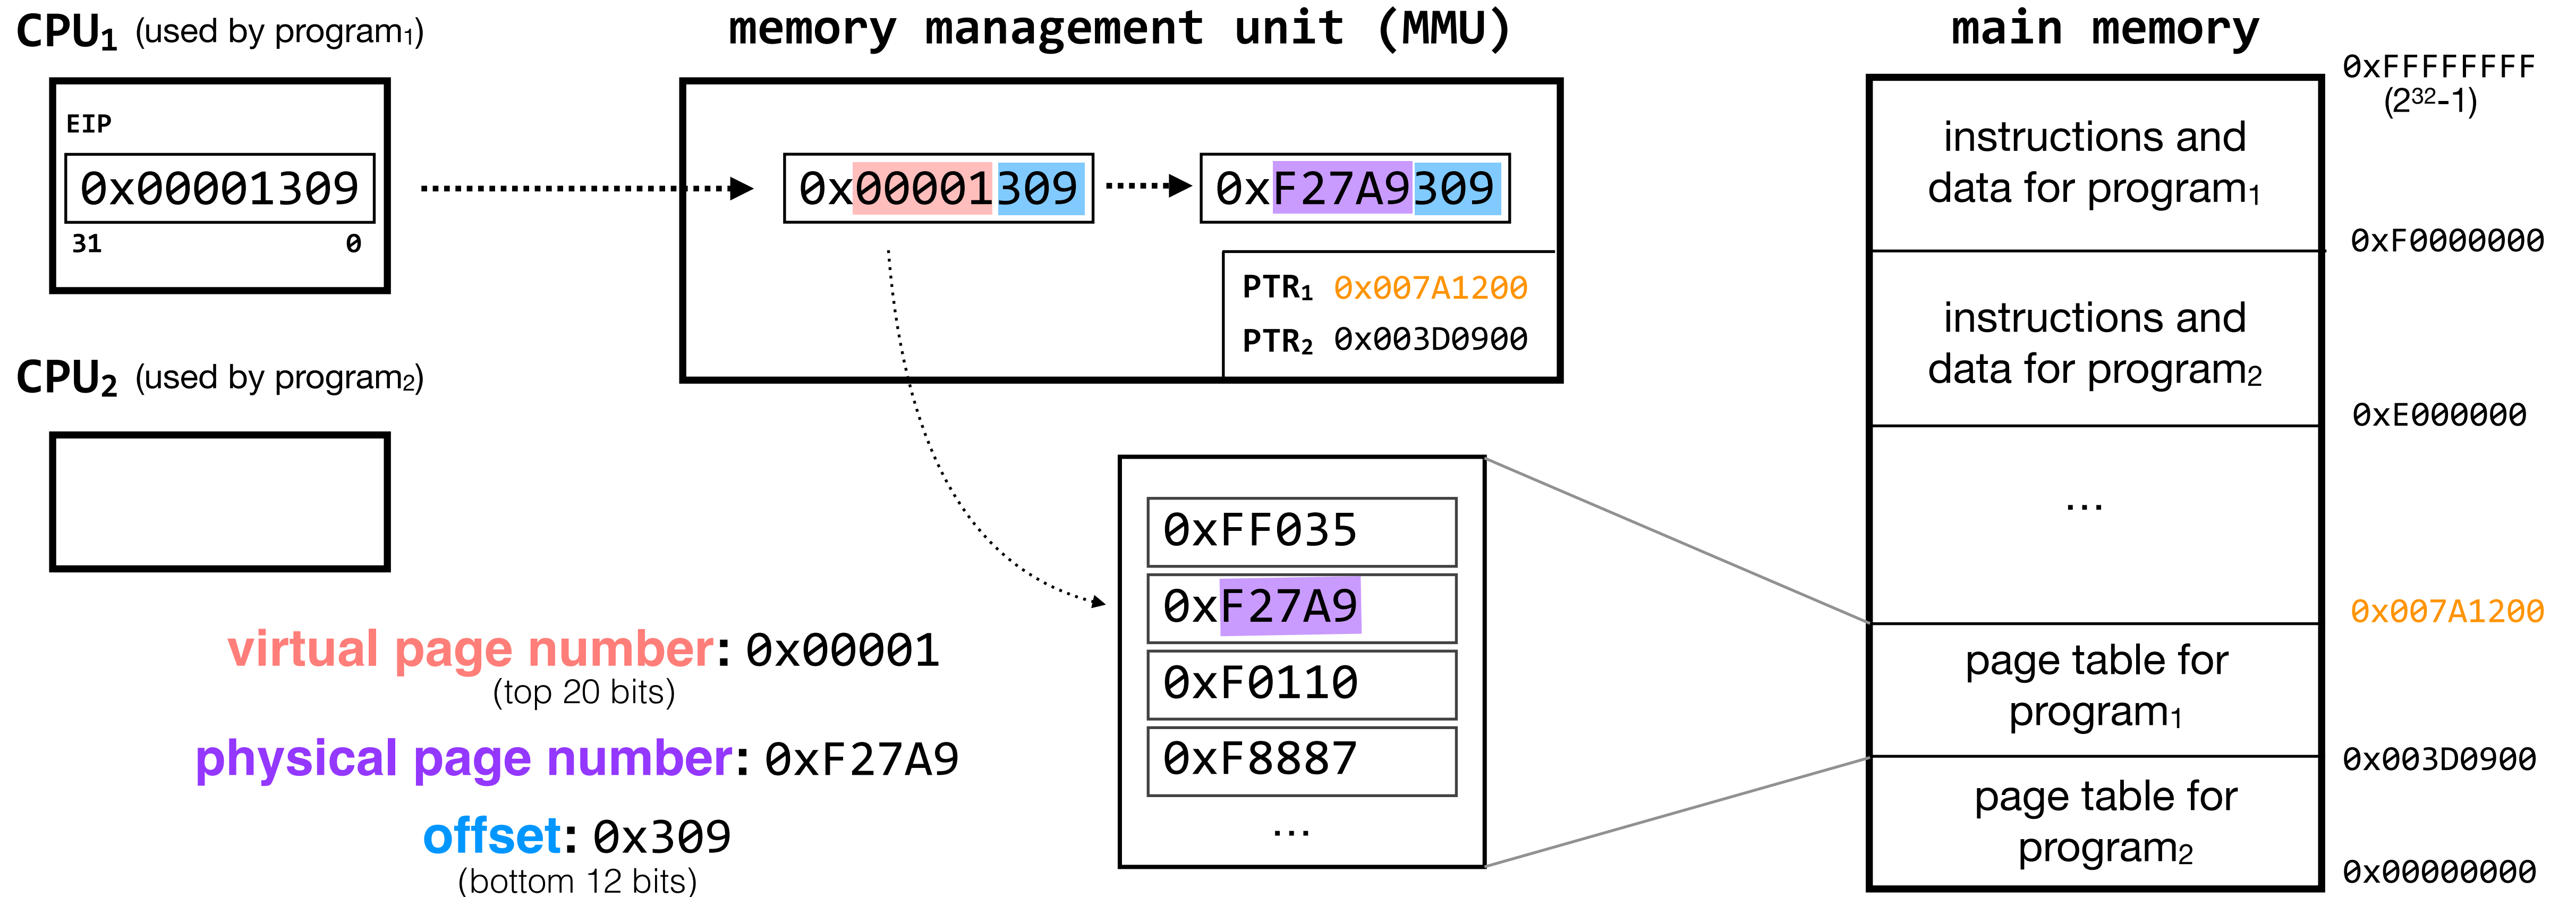 CPU₁ (used by program₁)
EIP
0x00001309
31 0
CPU₂ (used by program₂)
virtual page number: 0x00001
(top 20 bits)
physical page number: 0xF27A9
offset: 0x309
(bottom 12 bits)
memory management unit (MMU)
0x00001309
0xF27A9309
PTR₁ 0x007A1200
PTR₂ 0x003D0900
0xFF035
0xF27A9
0xF0110
0xF8887
...
main memory
0xFFFFFFFF
(2³²-1)
instructions and
data for program₁
0xF0000000
instructions and
data for program₂
0xE000000
...
0x007A1200
page table for
program₁
0x003D0900
page table for
program₂
0x00000000